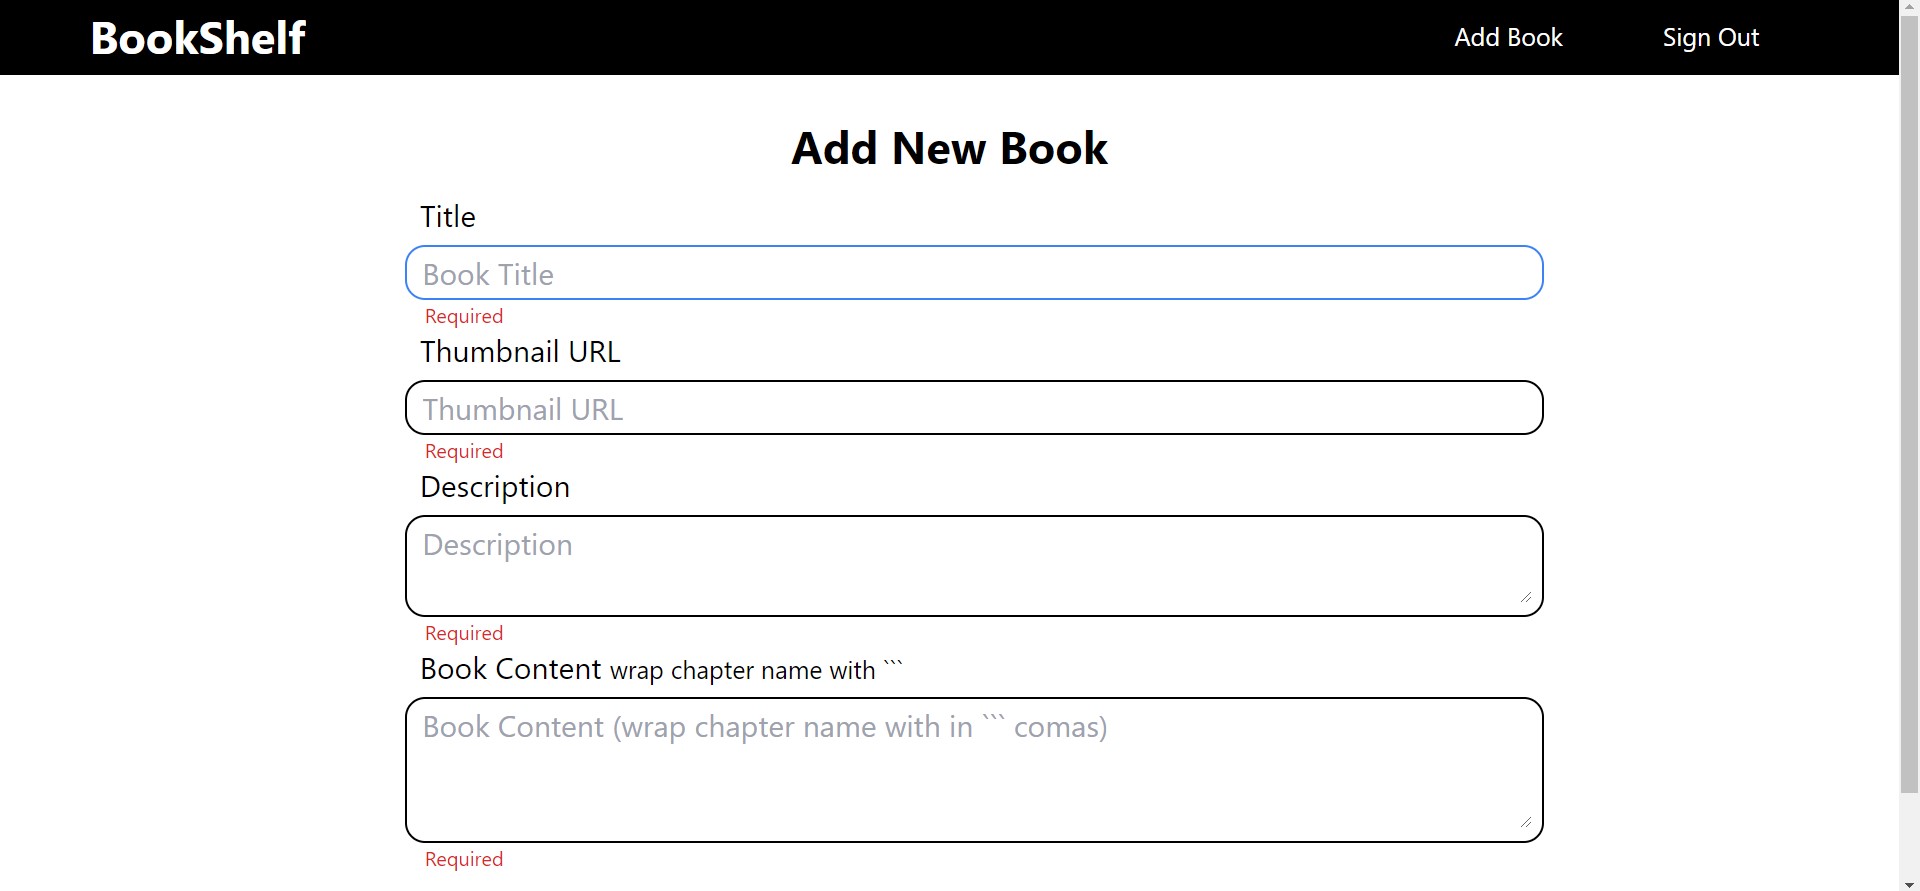 BookShelf Add Book Sign Out
Add New Book
Title
Book Title
Required
Thumbnail URL
Thumbnail URL
Required
Description
Description
Required
Book Content wrap chapter name with ```
Book Content (wrap chapter name with in ``` comas)
Required